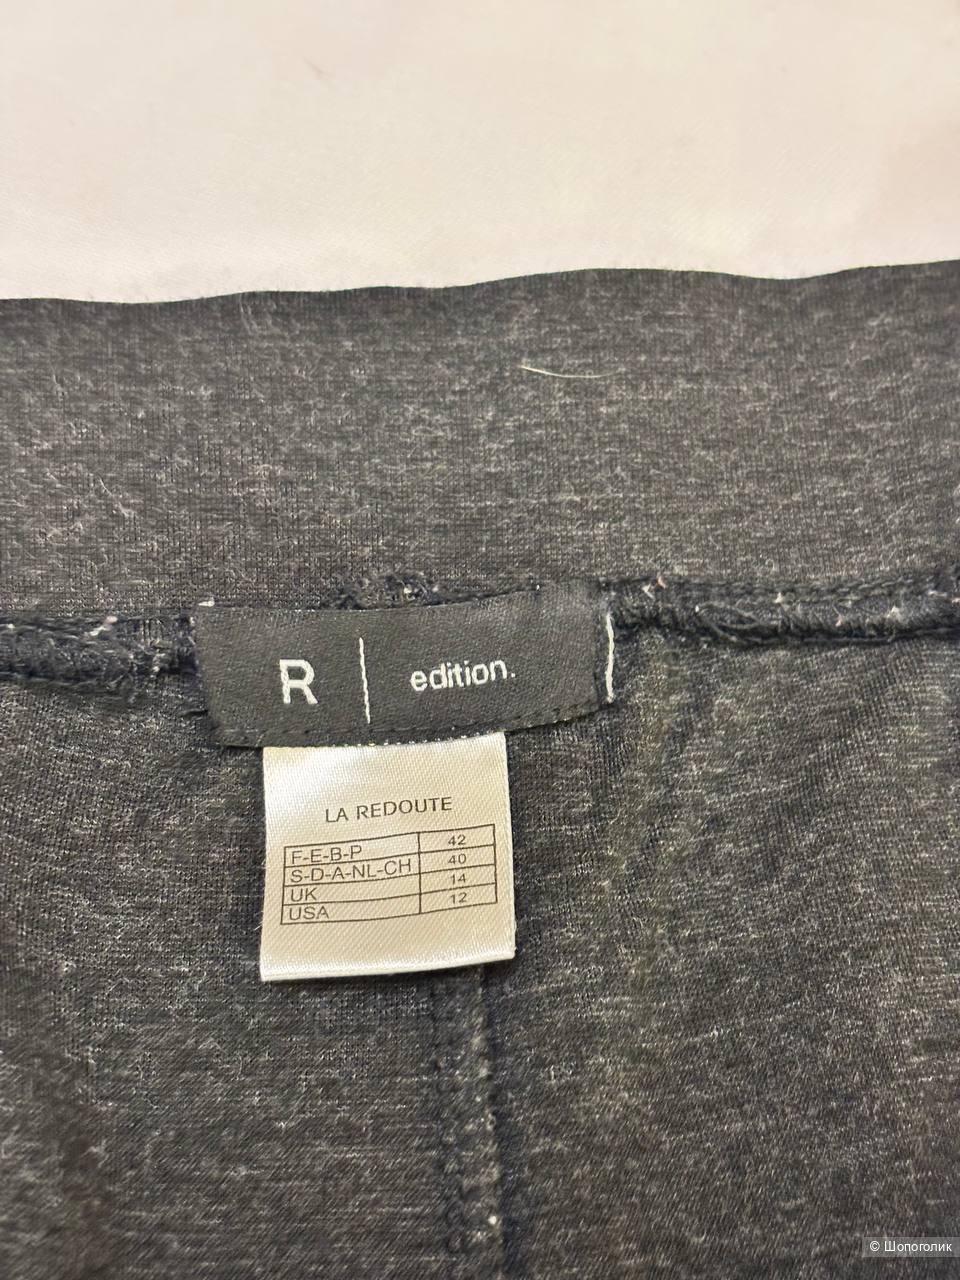 R | edition.
LA REDOUTE
F-E-B-P 42
S-D-A-NL-CH 40
UK 14
USA 12
© Шопоголик